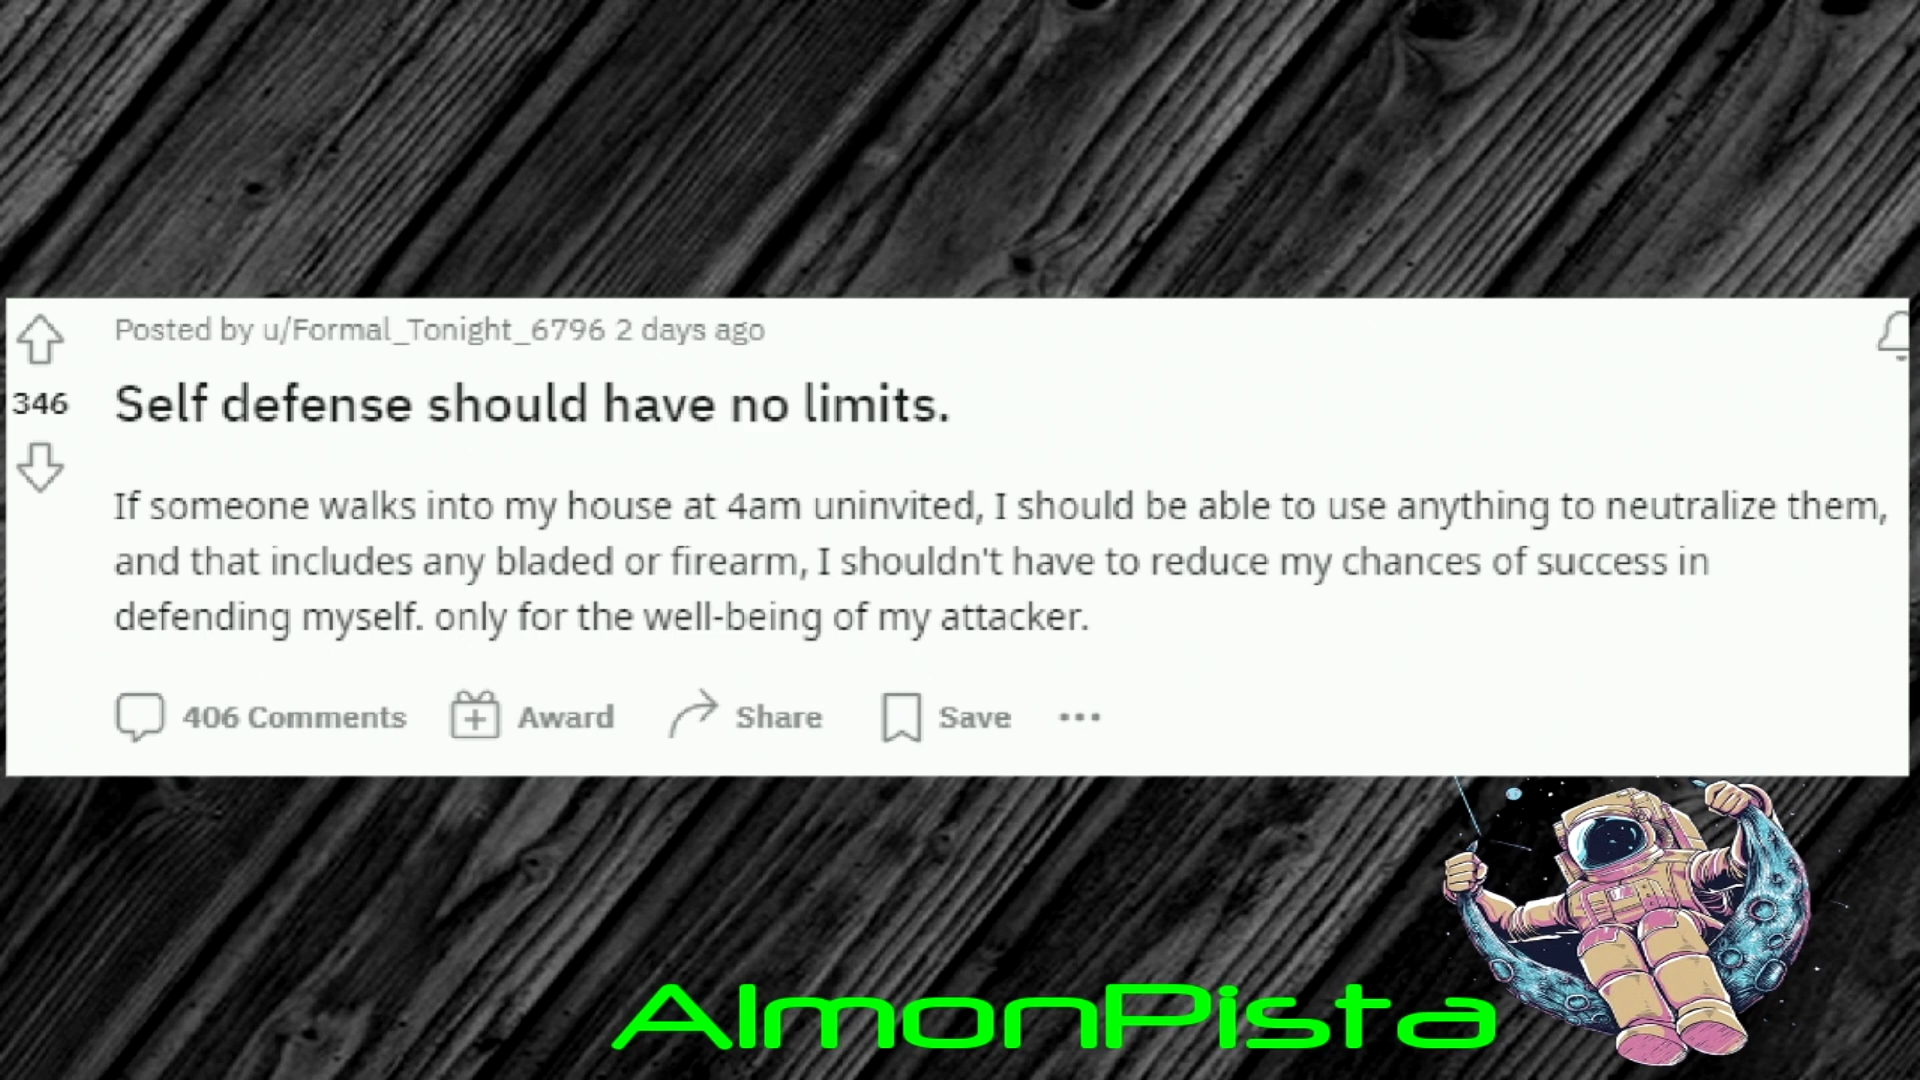 Posted by u/Formal_Tonight_6796 2 days ago
346
Self defense should have no limits.
If someone walks into my house at 4am uninvited, I should be able to use anything to neutralize them,
and that includes any bladed or firearm, I shouldn't have to reduce my chances of success in
defending myself. only for the well-being of my attacker.
406 Comments Award Share Save ...
AlmonPista